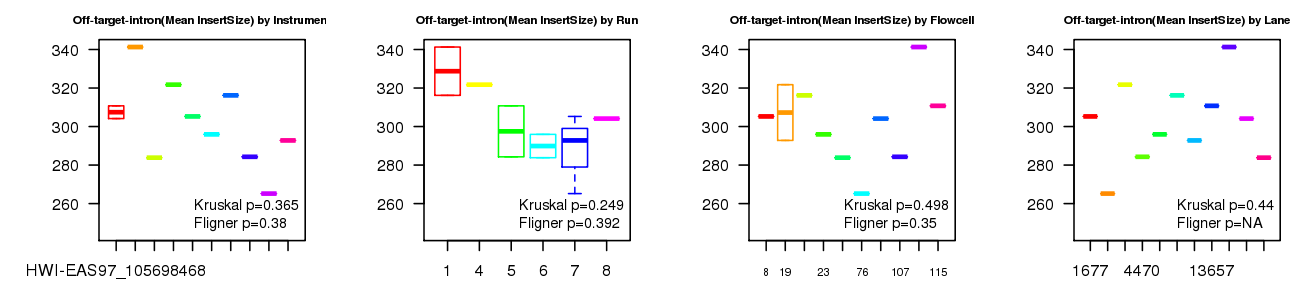 Off-target-intron(Mean InsertSize) by Instrumen
340
320
300
280
260
Kruskal p=0.365
Fligner p=0.38
HWI-EAS97_105698468
Off-target-intron(Mean InsertSize) by Run
340
320
300
280
260
Kruskal p=0.249
Fligner p=0.392
1 4 5 6 7 8
Off-target-intron(Mean InsertSize) by Flowcell
340
320
300
280
260
Kruskal p=0.498
Fligner p=0.35
8 19 23 76 107 115
Off-target-intron(Mean InsertSize) by Lane
340
320
300
280
260
Kruskal p=0.44
Fligner p=NA
1677 4470 13657